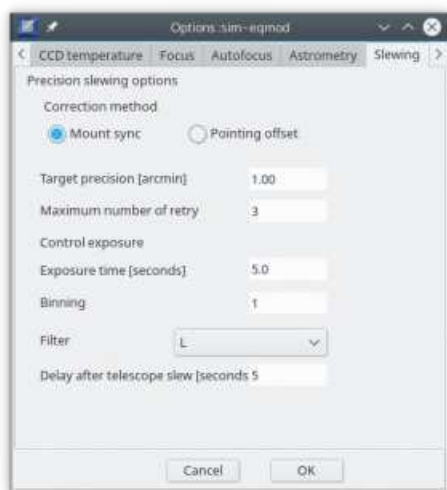 Options :sim-eqmod
CCD temperature Focus Autofocus Astrometry Slewing
Precision slewing options
Correction method
Mount sync Pointing offset
Target precision [arcmin] 1.00
Maximum number of retry 3
Control exposure
Exposure time [seconds] 5.0
Binning 1
Filter L
Delay after telescope slew [seconds 5
Cancel OK